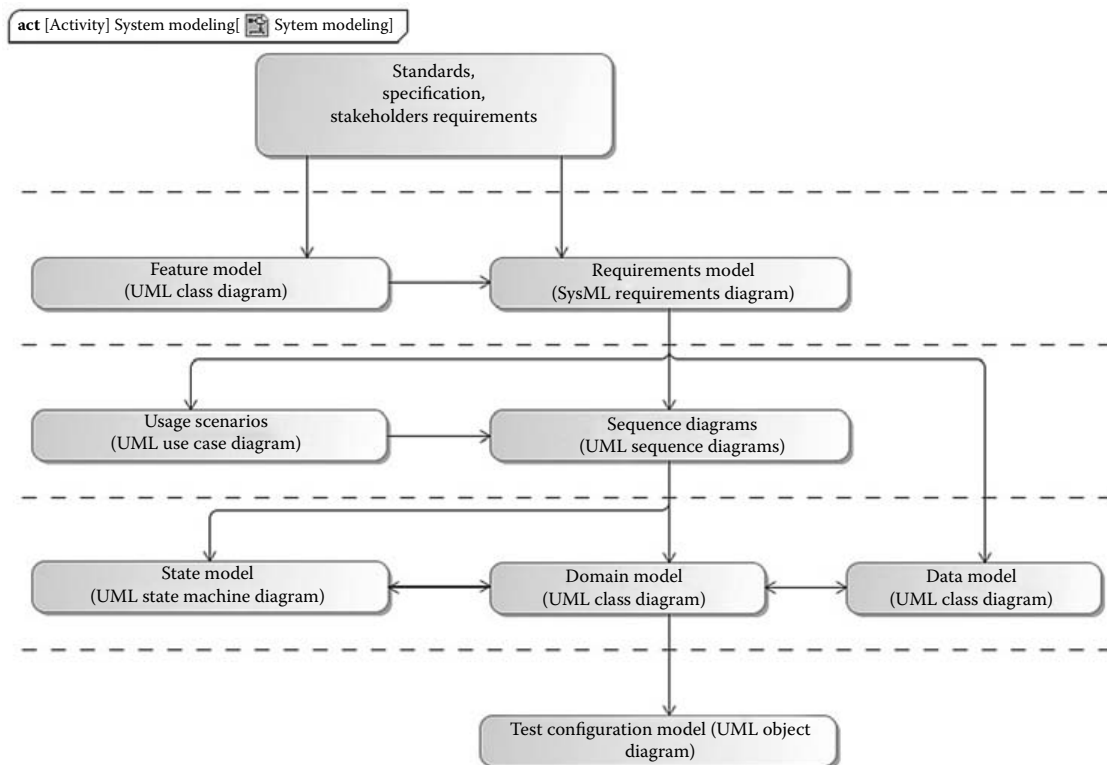 act [Activity] System modeling[ Sytem modeling]
Standards,
specification,
stakeholders requirements
Feature model
(UML class diagram)
Requirements model
(SysML requirements diagram)
Usage scenarios
(UML use case diagram)
Sequence diagrams
(UML sequence diagrams)
State model
(UML state machine diagram)
Domain model
(UML class diagram)
Data model
(UML class diagram)
Test configuration model (UML object
diagram)